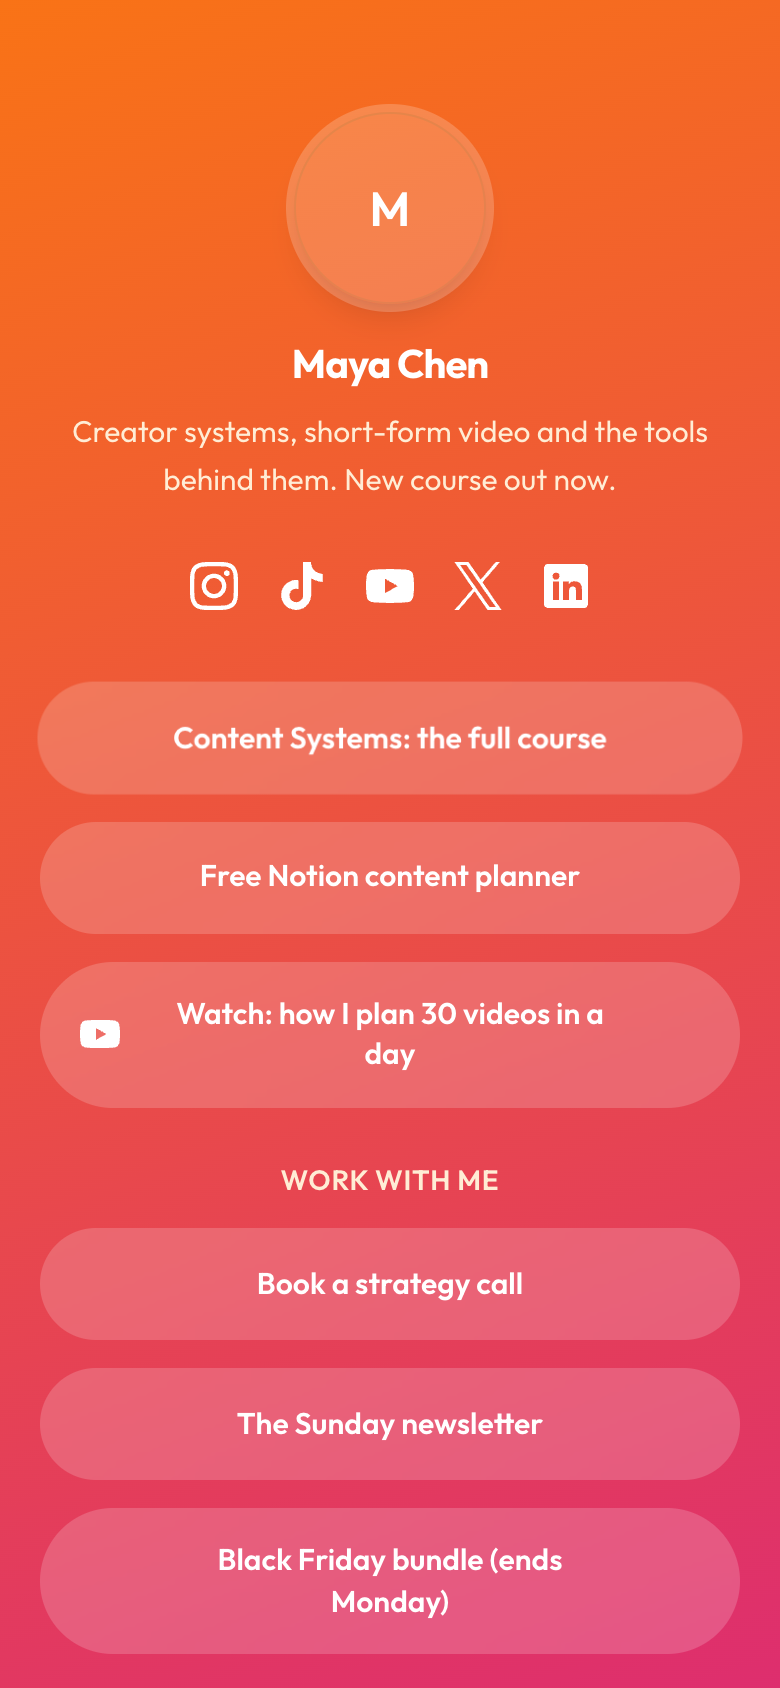 M
Maya Chen
Creator systems, short-form video and the tools
behind them. New course out now.
in
Content Systems: the full course
Free Notion content planner
Watch: how I plan 30 videos in a
day
WORK WITH ME
Book a strategy call
The Sunday newsletter
Black Friday bundle (ends
Monday)